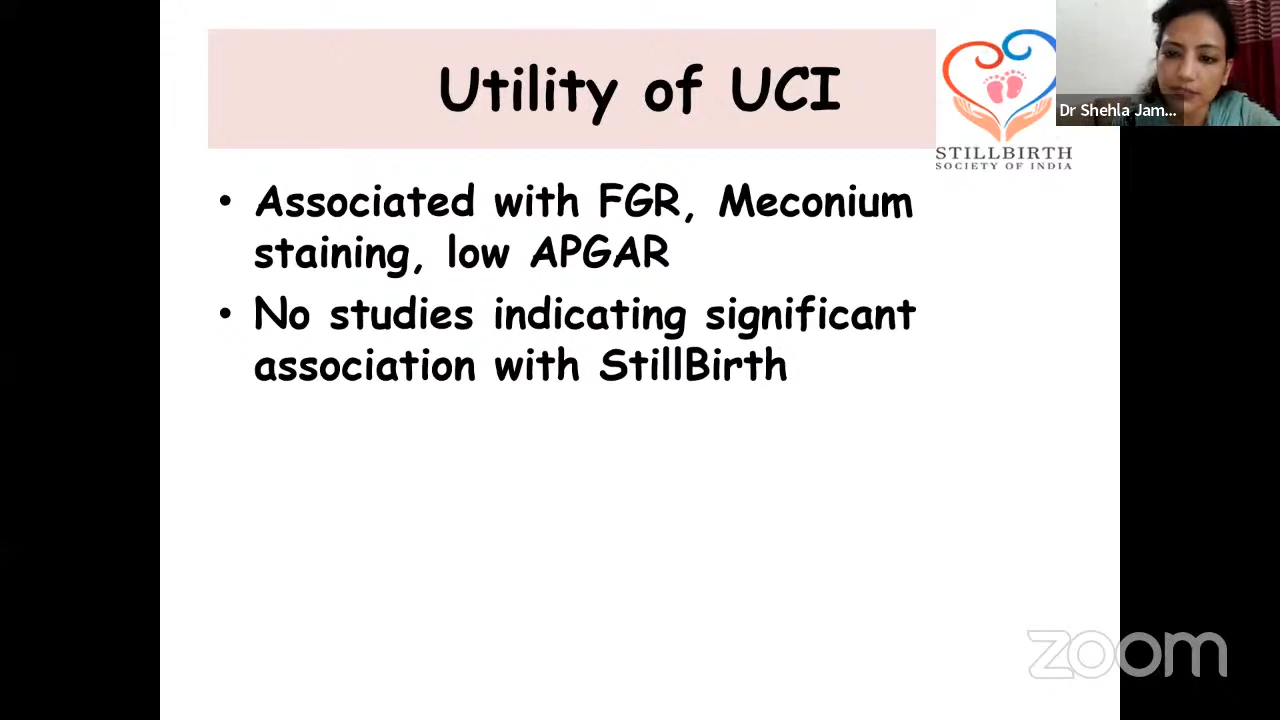 Utility of UCI
STILLBIRTH
SOCIETY OF INDIA
Dr Shehla Jam...
• Associated with FGR, Meconium
staining, low APGAR
• No studies indicating significant
association with StillBirth
zoom